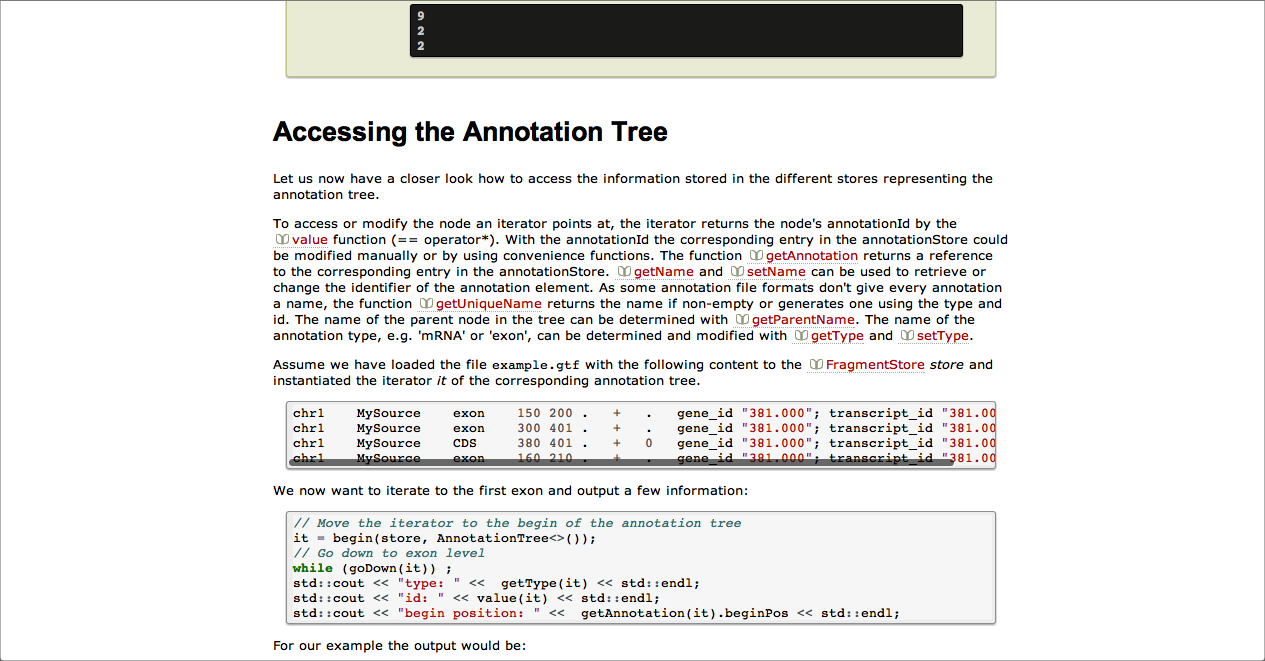 9
2
2
Accessing the Annotation Tree
Let us now have a closer look how to access the information stored in the different stores representing the
annotation tree.
To access or modify the node an iterator points at, the iterator returns the node's annotationId by the
value function (== operator*). With the annotationId the corresponding entry in the annotationStore could
be modified manually or by using convenience functions. The function getAnnotation returns a reference
to the corresponding entry in the annotationStore. getName and setName can be used to retrieve or
change the identifier of the annotation element. As some annotation file formats don't give every annotation
a name, the function getUniqueName returns the name if non-empty or generates one using the type and
id. The name of the parent node in the tree can be determined with getParentName. The name of the
annotation type, e.g. 'mRNA' or 'exon', can be determined and modified with getType and setType.
Assume we have loaded the file example.gtf with the following content to the FragmentStore store and
instantiated the iterator it of the corresponding annotation tree.
chr1 MySource exon 150 200 . + . gene_id "381.000"; transcript_id "381.00
chr1 MySource exon 300 401 . + . gene_id "381.000"; transcript_id "381.00
chr1 MySource CDS 380 401 . + 0 gene_id "381.000"; transcript_id "381.00
chr1 MySource exon 160 210 . + . gene_id "381.000"; transcript_id "381.00
We now want to iterate to the first exon and output a few information:
// Move the iterator to the begin of the annotation tree
it = begin(store, AnnotationTree<>());
// Go down to exon level
while (goDown(it)) ;
std::cout << "type: " <<  getType(it) << std::endl;
std::cout << "id: " << value(it) << std::endl;
std::cout << "begin position: " <<  getAnnotation(it).beginPos << std::endl;
For our example the output would be: